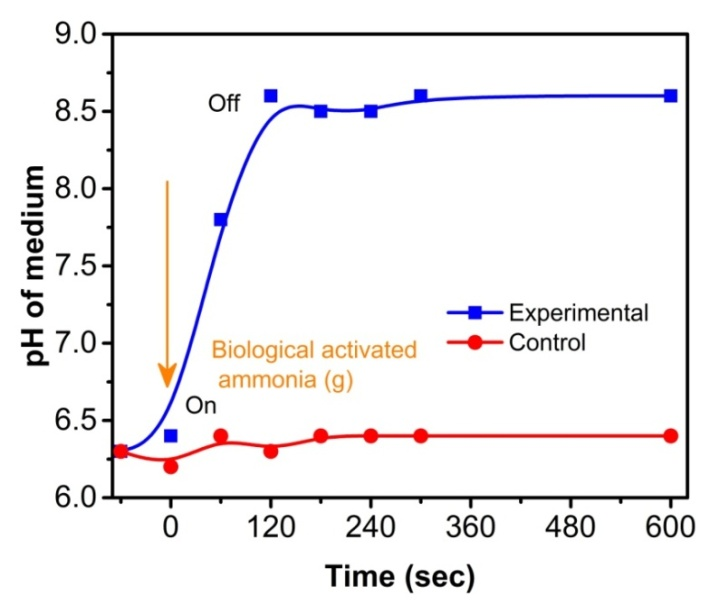 9.0
8.5
8.0
7.5
7.0
6.5
6.0
pH of medium
Off
On
Biological activated
ammonia (g)
Experimental
Control
0 120 240 360 480 600
Time (sec)